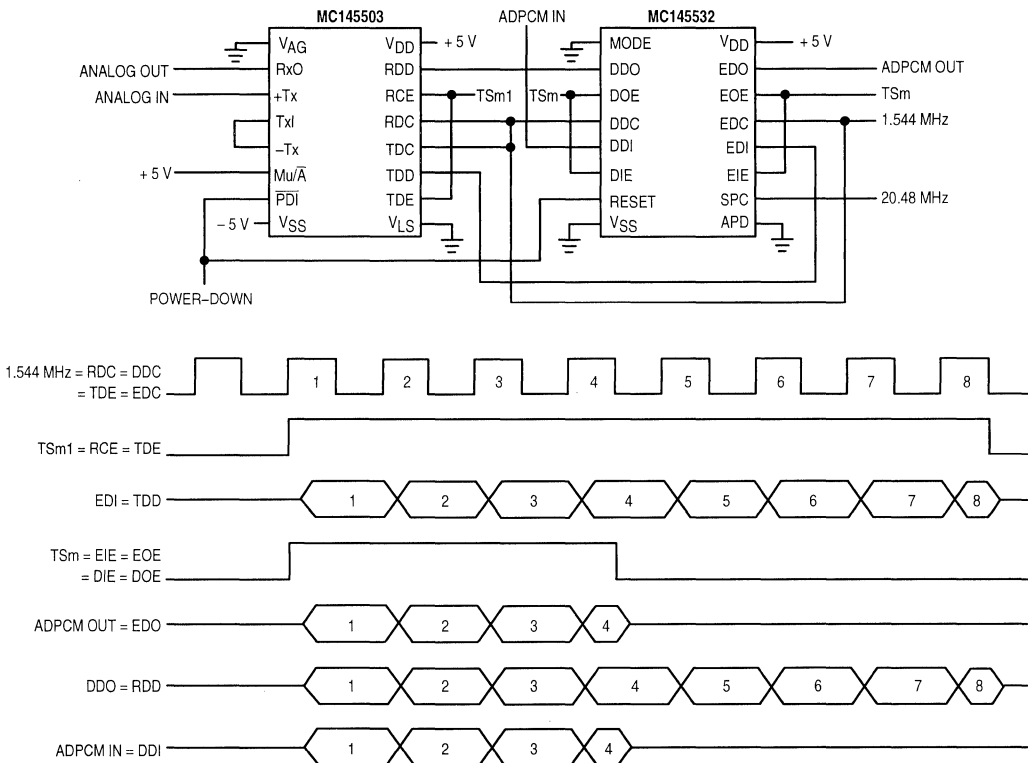 MC145503 ADPCM IN MC145532
VAG VDD + 5 V MODE VDD + 5 V
ANALOG OUT RxO RDD DDO EDO ADPCM OUT
ANALOG IN +Tx RCE TSm1 TSm DOE EOE TSm
TxI RDC DDC EDC 1.544 MHz
–Tx TDC DDI EDI
+ 5 V Mu/A TDD DIE EIE
PDI TDE RESET SPC 20.48 MHz
– 5 V VSS VLS VSS APD
POWER–DOWN
1.544 MHz = RDC = DDC
= TDE = EDC
1 2 3 4 5 6 7 8
TSm1 = RCE = TDE
EDI = TDD 1 2 3 4 5 6 7 8
TSm = EIE = EOE
= DIE = DOE
ADPCM OUT = EDO 1 2 3 4
DDO = RDD 1 2 3 4 5 6 7 8
ADPCM IN = DDI 1 2 3 4